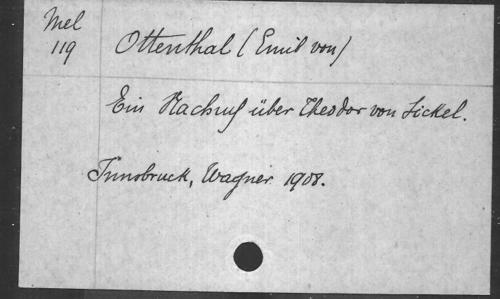 Mel
119
Ottenthal (Emil von)
Ein Nachruf über Theodor von Sickel.
Innsbruck, Wagner 1908.